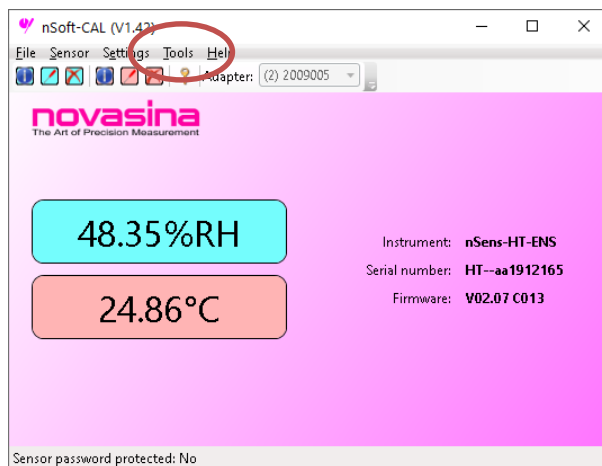 nSoft-CAL (V1.42)
File Sensor Settings Tools Help
Adapter: (2) 2009005
novasina
The Art of Precision Measurement
48.35%RH
24.86°C
Instrument: nSens-HT-ENS
Serial number: HT--aa1912165
Firmware: V02.07 C013
Sensor password protected: No